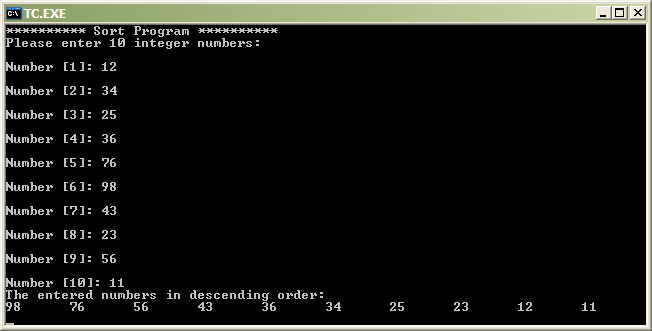 C:\ TC.EXE
********** Sort Program **********
Please enter 10 integer numbers:
Number [1]: 12
Number [2]: 34
Number [3]: 25
Number [4]: 36
Number [5]: 76
Number [6]: 98
Number [7]: 43
Number [8]: 23
Number [9]: 56
Number [10]: 11
The entered numbers in descending order:
98 76 56 43 36 34 25 23 12 11